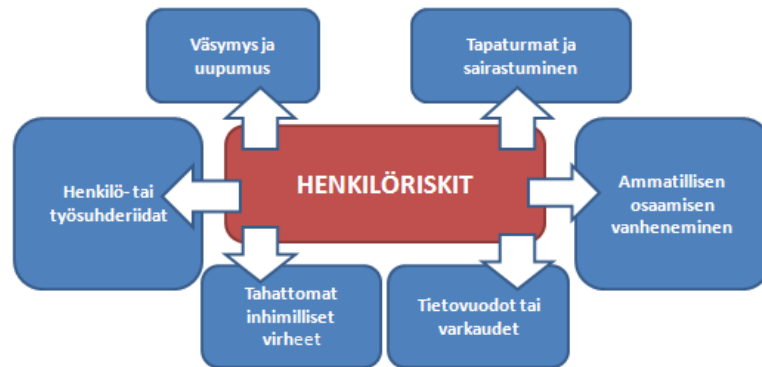 Väsymys ja
uupumus
Tapaturmat ja
sairastuminen
Henkilö- tai
työsuhderiidat
HENKILÖRISKIT
Ammatillisen
osaamisen
vanheneminen
Tahattomat
inhimilliset
virheet
Tietovuodot tai
varkaudet